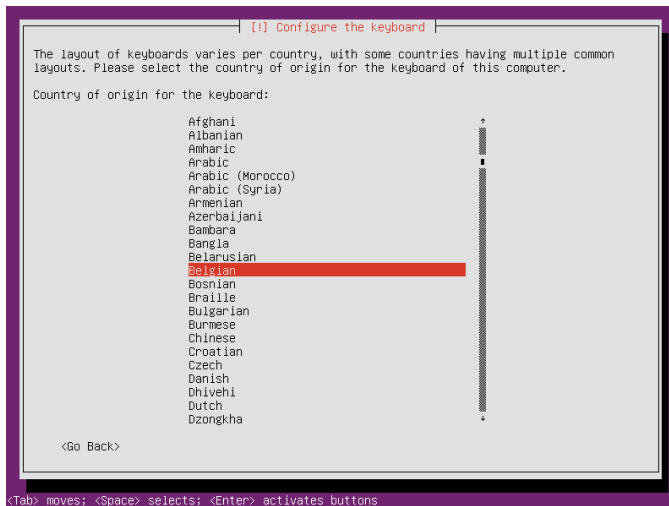 [!] Configure the keyboard
The layout of keyboards varies per country, with some countries having multiple common
layouts. Please select the country of origin for the keyboard of this computer.
Country of origin for the keyboard:
Afghani
Albanian
Amharic
Arabic
Arabic (Morocco)
Arabic (Syria)
Armenian
Azerbaijani
Bambara
Bangla
Belarusian
Belgian
Bosnian
Braille
Bulgarian
Burmese
Chinese
Croatian
Czech
Danish
Dhivehi
Dutch
Dzongkha
<Go Back>
<Tab> moves; <Space> selects; <Enter> activates buttons